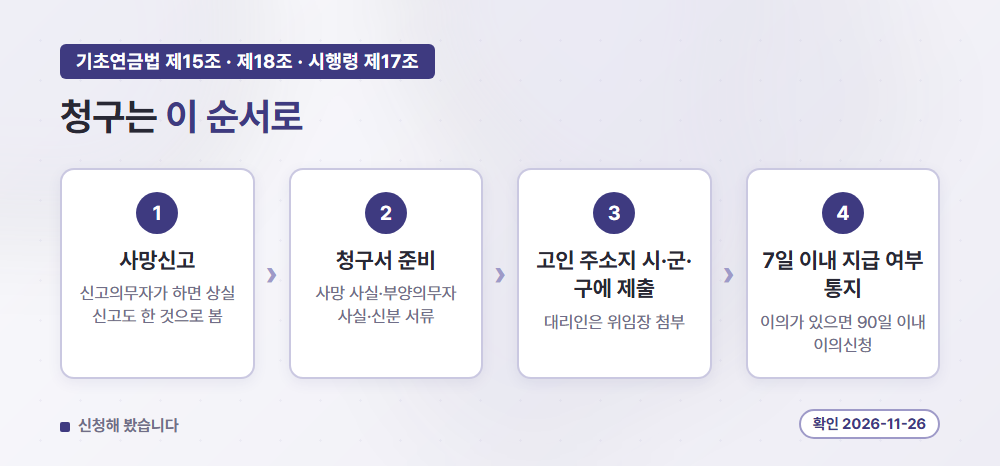 기초연금법 제15조 · 제18조 · 시행령 제17조
청구는 이 순서로
1
사망신고
신고의무자가 하면 상실
신고도 한 것으로 봄
›
2
청구서 준비
사망 사실·부양의무자
사실·신분 서류
›
3
고인 주소지 시·군·
구에 제출
대리인은 위임장 첨부
›
4
7일 이내 지급 여부
통지
이의가 있으면 90일 이내
이의신청
신청해 봤습니다
확인 2026-11-26